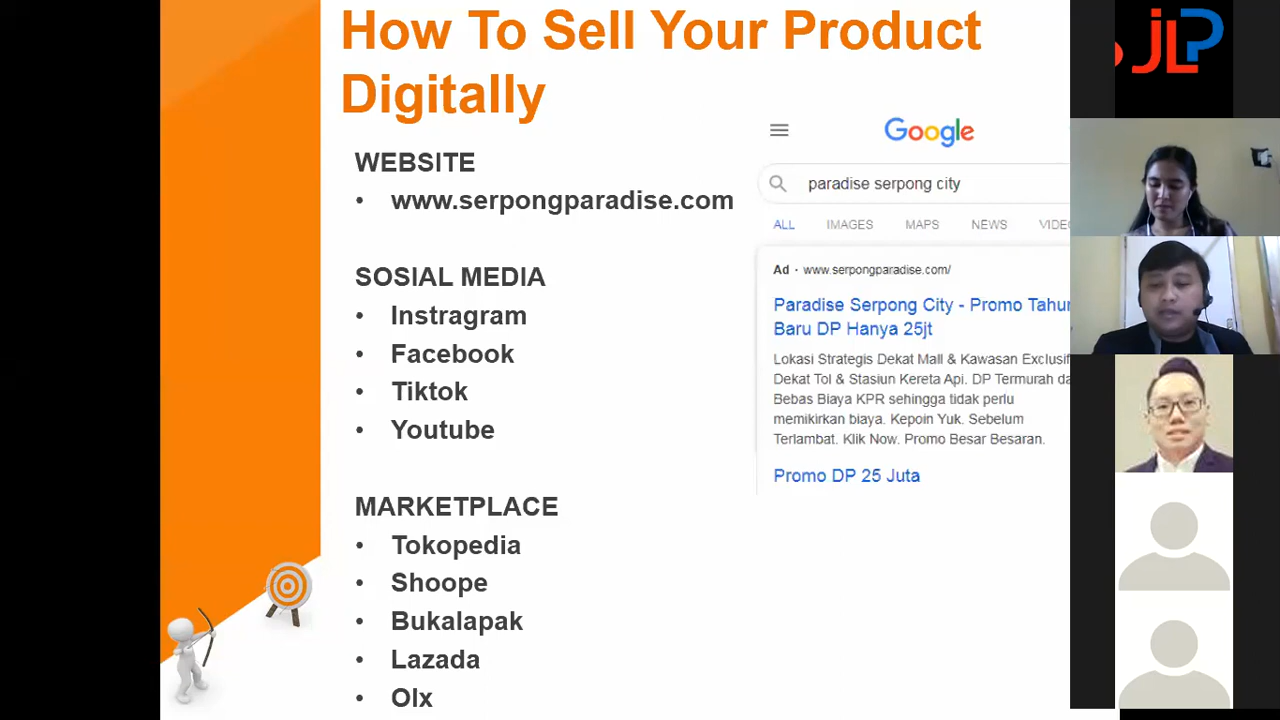 How To Sell Your Product
Digitally
WEBSITE
• www.serpongparadise.com
SOSIAL MEDIA
• Instragram
• Facebook
• Tiktok
• Youtube
MARKETPLACE
• Tokopedia
• Shoope
• Bukalapak
• Lazada
• Olx
Google
paradise serpong city
ALL IMAGES MAPS NEWS VIDE
Ad · www.serpongparadise.com/
Paradise Serpong City - Promo Tahun
Baru DP Hanya 25jt
Lokasi Strategis Dekat Mall & Kawasan Exclusif
Dekat Tol & Stasiun Kereta Api. DP Termurah da
Bebas Biaya KPR sehingga tidak perlu
memikirkan biaya. Kepoin Yuk. Sebelum
Terlambat. Klik Now. Promo Besar Besaran.
Promo DP 25 Juta
JLP